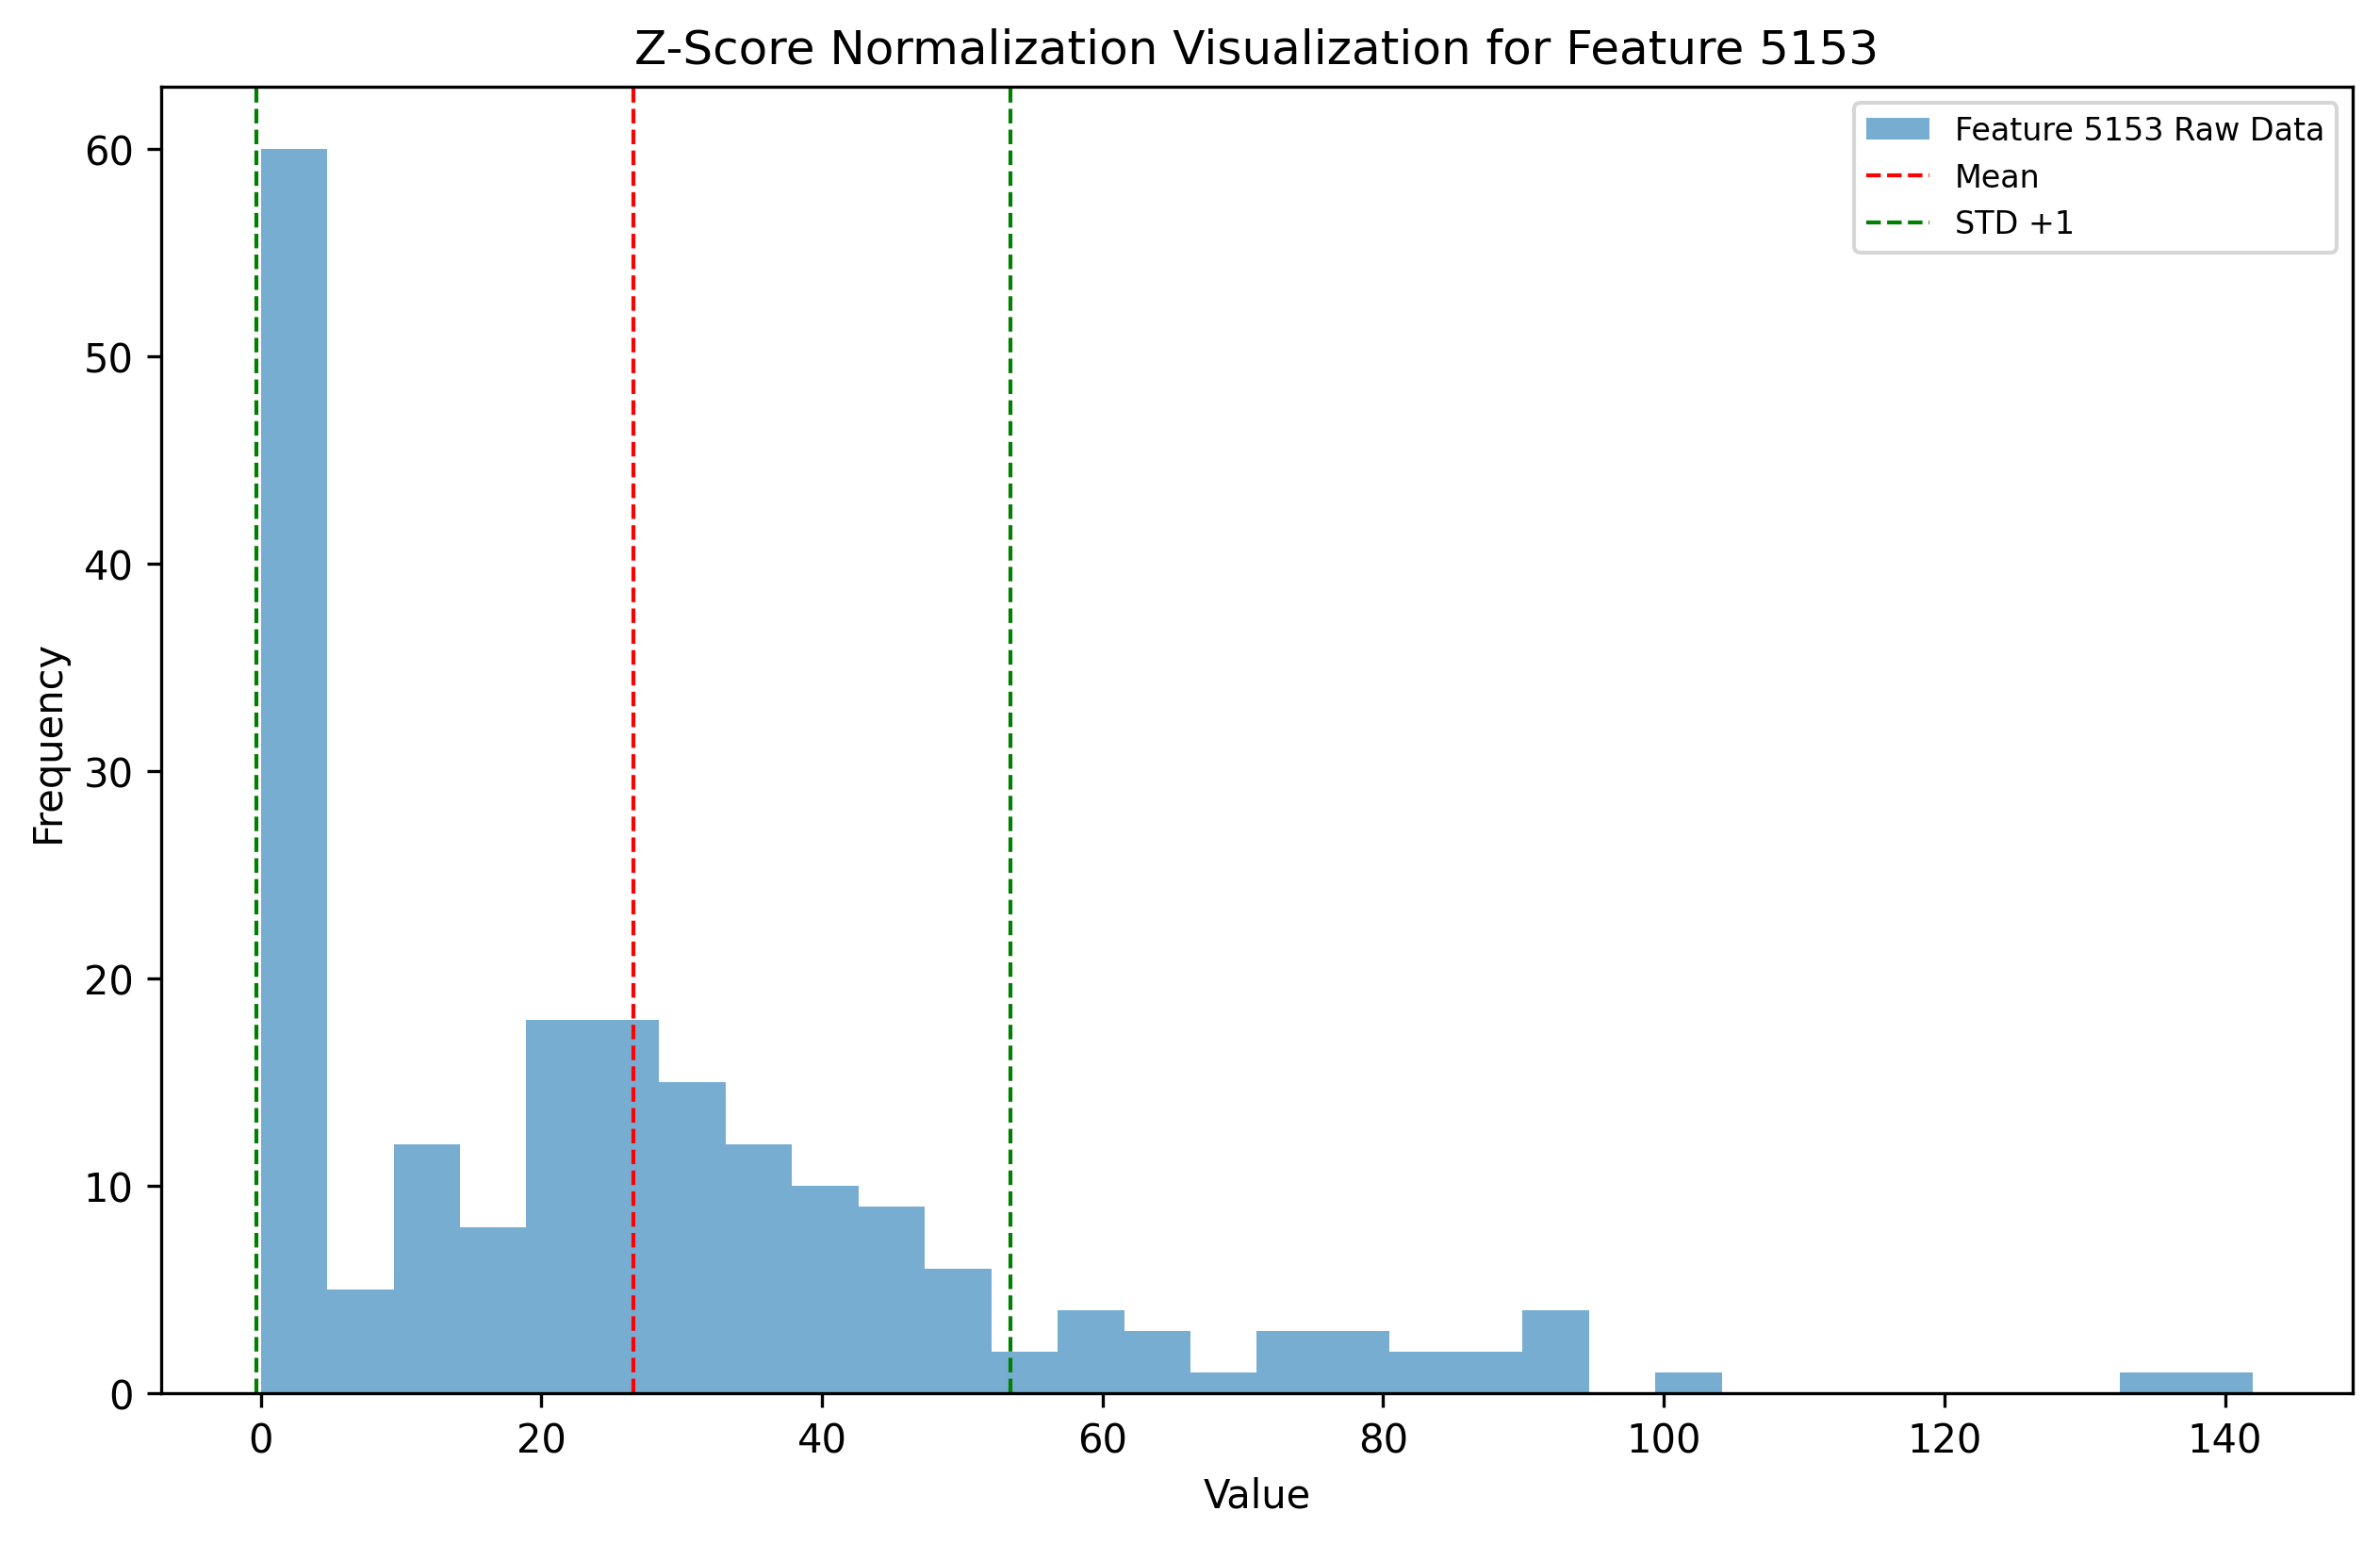 Z-Score Normalization Visualization for Feature 5153
Feature 5153 Raw Data
Mean
STD +1
60
50
40
30
20
10
0
Frequency
0 20 40 60 80 100 120 140
Value